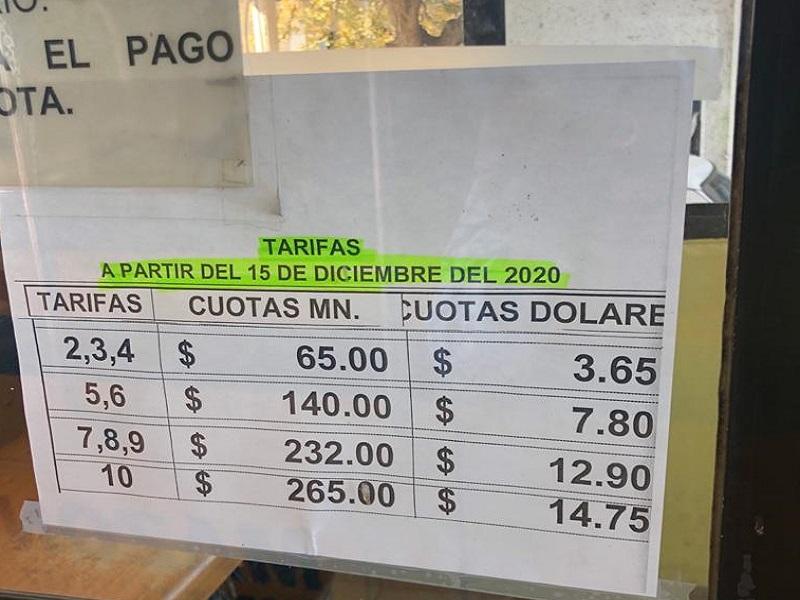 EL PAGO
OTA.
TARIFAS
A PARTIR DEL 15 DE DICIEMBRE DEL 2020
TARIFAS CUOTAS MN. CUOTAS DOLARE
2,3,4 $ 65.00 $ 3.65
5,6 $ 140.00 $ 7.80
7,8,9 $ 232.00 $ 12.90
10 $ 265.00 $ 14.75